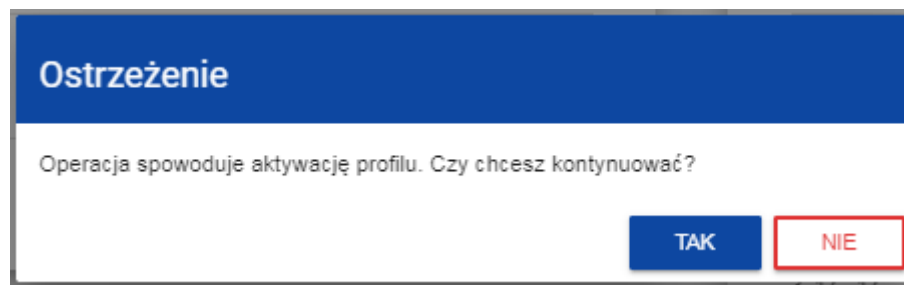 Ostrzeżenie
Operacja spowoduje aktywację profilu. Czy chcesz kontynuować?
TAK NIE